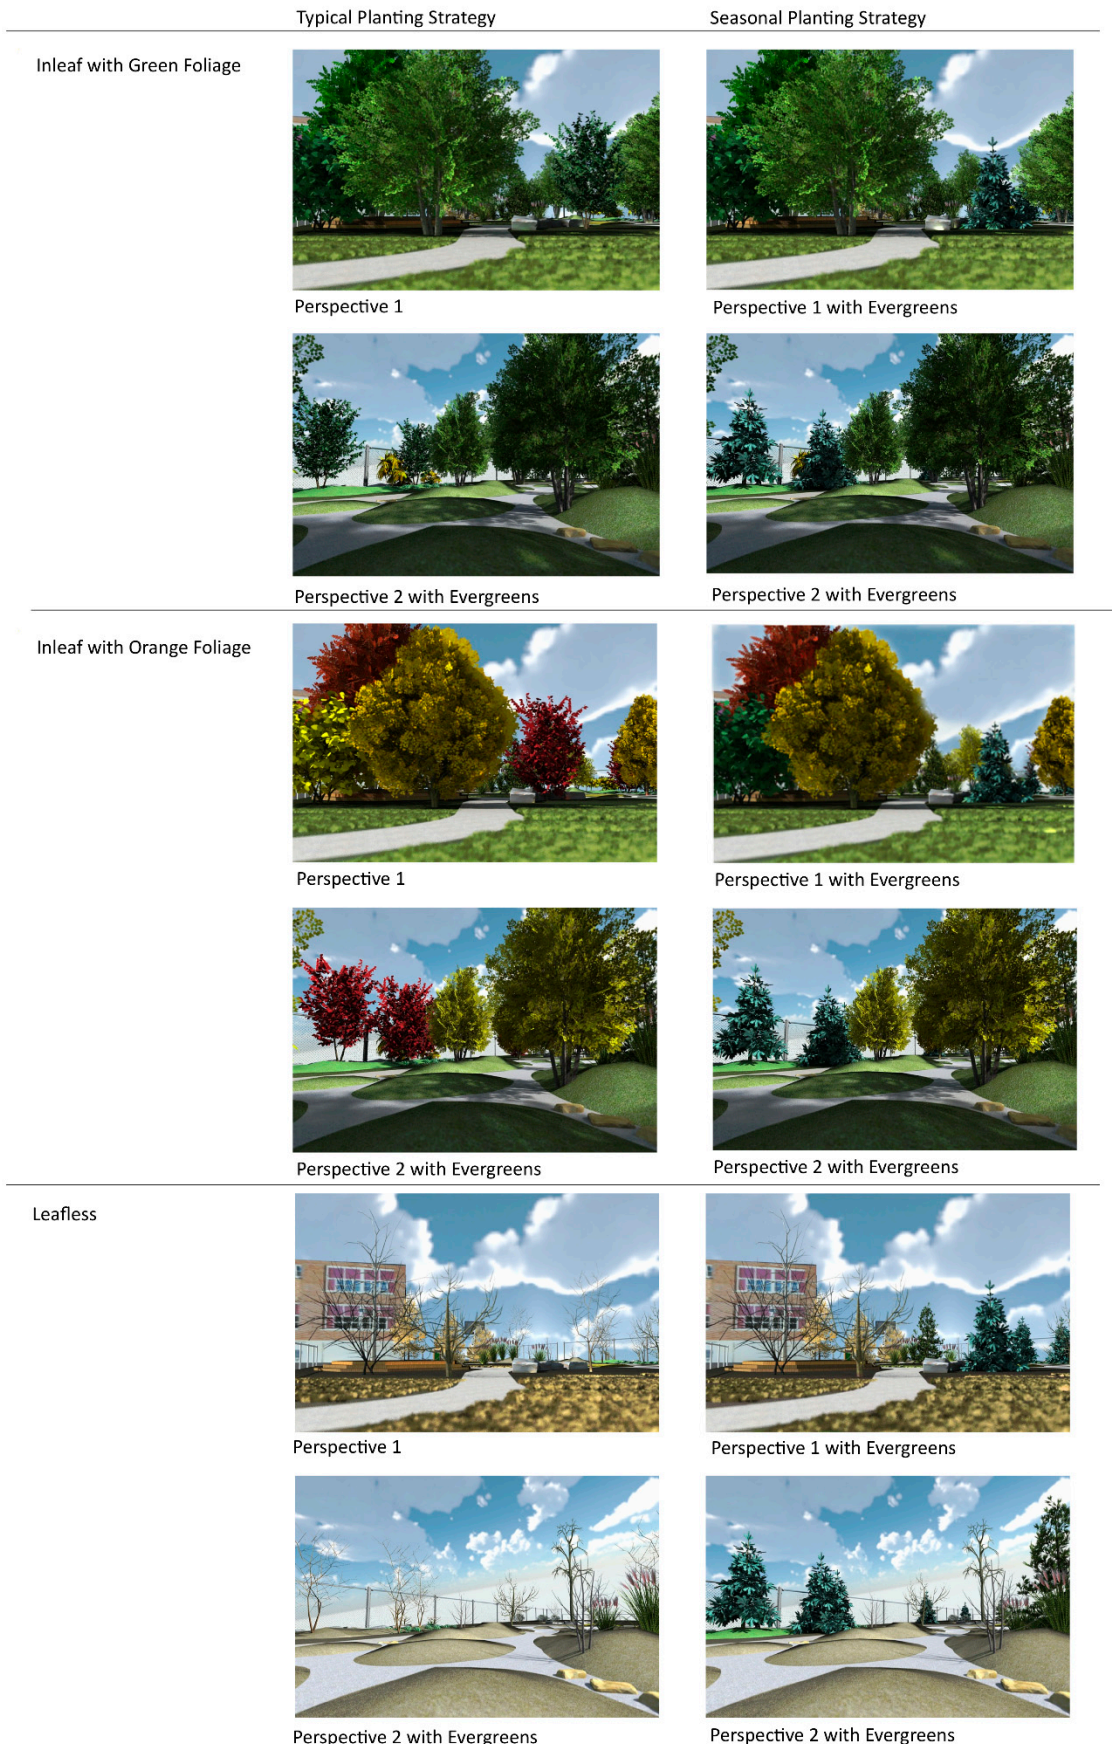 Typical Planting Strategy
Seasonal Planting Strategy
Inleaf with Green Foliage
Perspective 1
Perspective 1 with Evergreens
Perspective 2 with Evergreens
Perspective 2 with Evergreens
Inleaf with Orange Foliage
Perspective 1
Perspective 1 with Evergreens
Perspective 2 with Evergreens
Perspective 2 with Evergreens
Leafless
Perspective 1
Perspective 1 with Evergreens
Perspective 2 with Evergreens
Perspective 2 with Evergreens